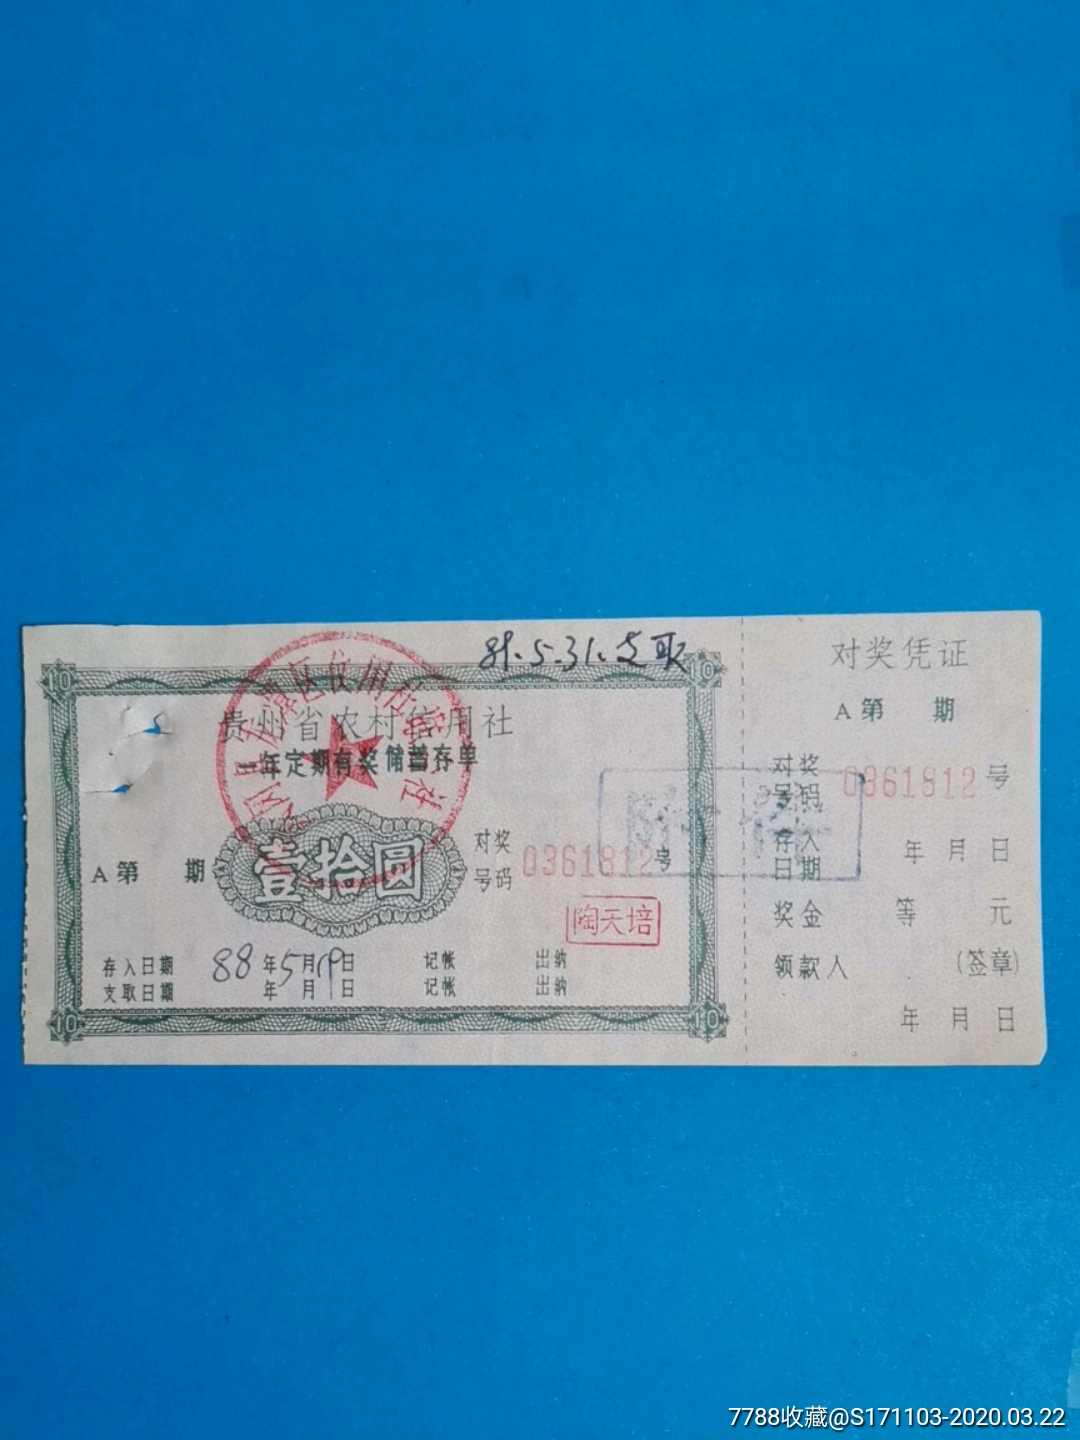 89.5.31.支取
10
10
贵州省农村信用社
1年定期有奖储蓄存单
A第 期
壹拾圆
对奖
号码
0361812号
陶天培
存入日期 88年5月19日 记帐 出纳
支取日期 年 月 日 记帐 出纳
10
10
对奖凭证
A第 期
对奖
号码
0361812号
存入
日期
年 月 日
奖金 等 元
领款人 (签章)
年 月 日
7788收藏@S171103-2020.03.22